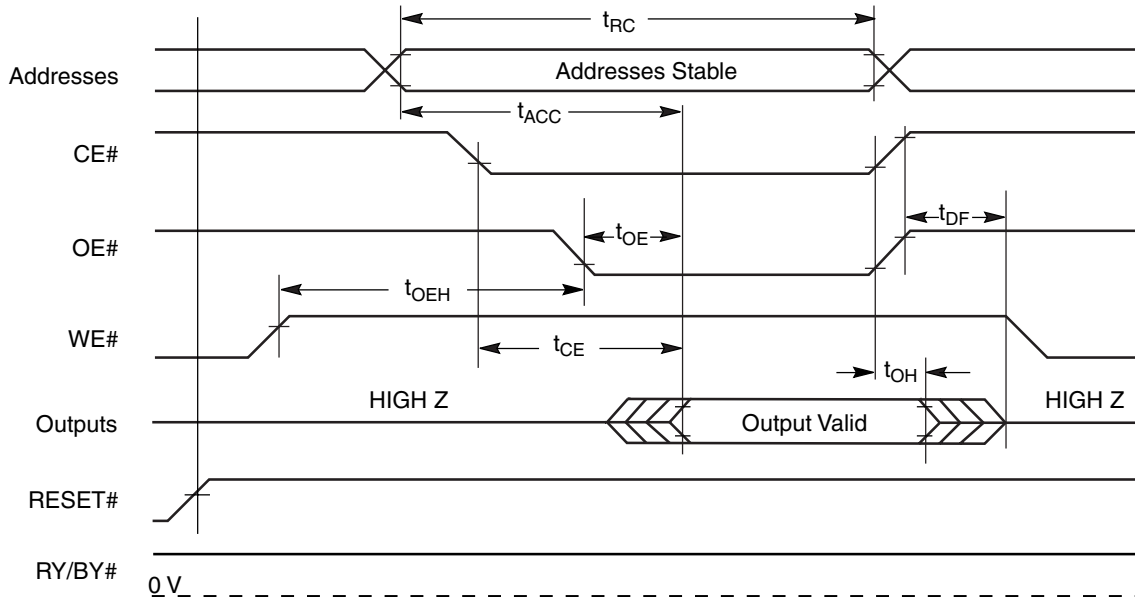 tRC
Addresses
Addresses Stable
tACC
CE#
tDF
OE#
tOE
tOEH
WE#
tCE
tOH
HIGH Z
HIGH Z
Outputs
Output Valid
RESET#
RY/BY#
0 V